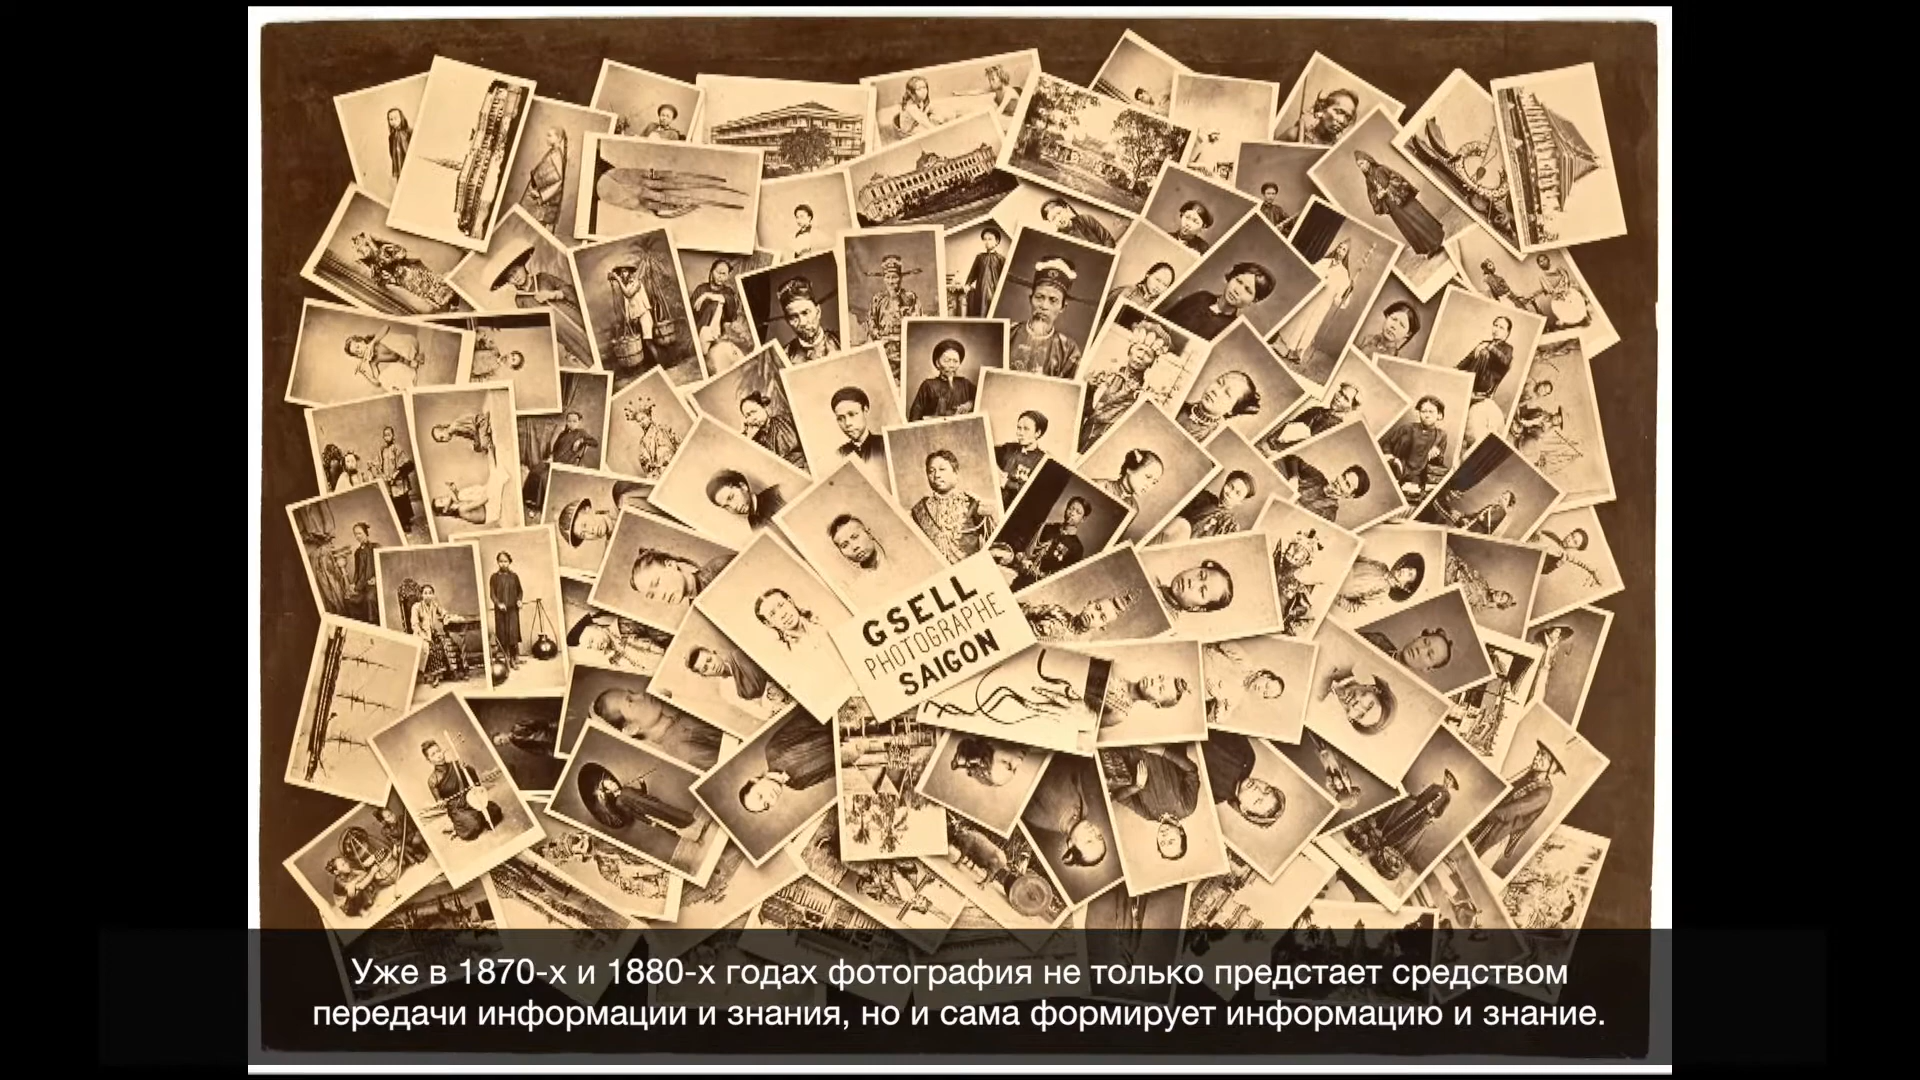 GSELL
PHOTOGRAPHE
SAIGON
Уже в 1870-х и 1880-х годах фотография не только предстает средством
передачи информации и знания, но и сама формирует информацию и знание.